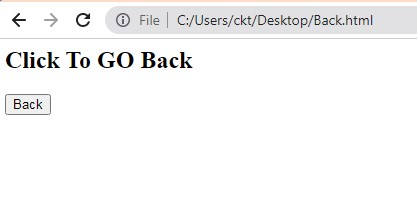 File | C:/Users/ckt/Desktop/Back.html
Click To GO Back
Back